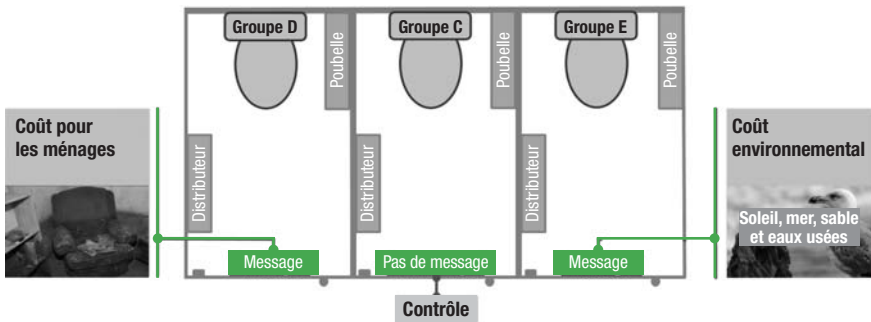 Groupe D
Groupe C
Groupe E
Poubelle
Poubelle
Poubelle
Coût pour
les ménages
Distributeur
Distributeur
Distributeur
Coût
environnemental
Soleil, mer, sable
et eaux usées
Message
Pas de message
Message
Contrôle